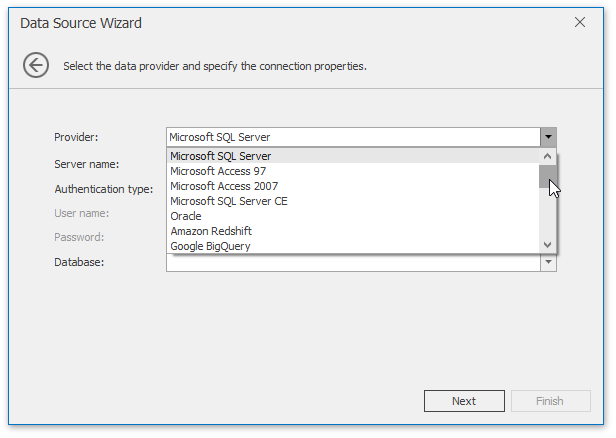 Data Source Wizard
Select the data provider and specify the connection properties.
Provider:
Microsoft SQL Server
Server name:
Authentication type:
User name:
Password:
Database:
Microsoft SQL Server
Microsoft Access 97
Microsoft Access 2007
Microsoft SQL Server CE
Oracle
Amazon Redshift
Google BigQuery
Next
Finish